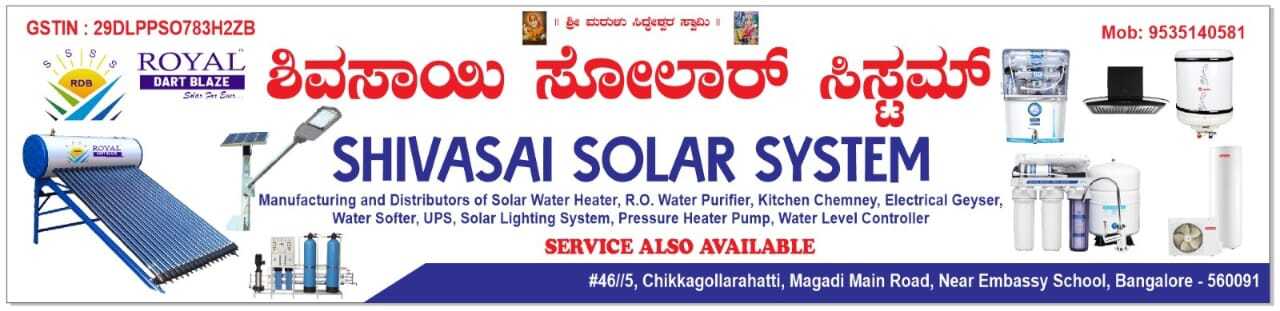 GSTIN : 29DLPPSO783H2ZB
॥ ಶ್ರೀ ಮರುಳು ಸಿದ್ದೇಶ್ವರ ಸ್ವಾಮಿ ॥
Mob: 9535140581
S S S S S
RDB
ROYAL
DART BLAZE
Solar For Ever...
ಶಿವಸಾಯಿ ಸೋಲಾರ್ ಸಿಸ್ಟಮ್
ROYAL
SHIVASAI SOLAR SYSTEM
Manufacturing and Distributors of Solar Water Heater, R.O. Water Purifier, Kitchen Chemney, Electrical Geyser,
Water Softer, UPS, Solar Lighting System, Pressure Heater Pump, Water Level Controller
SERVICE ALSO AVAILABLE
#46//5, Chikkagollarahatti, Magadi Main Road, Near Embassy School, Bangalore - 560091